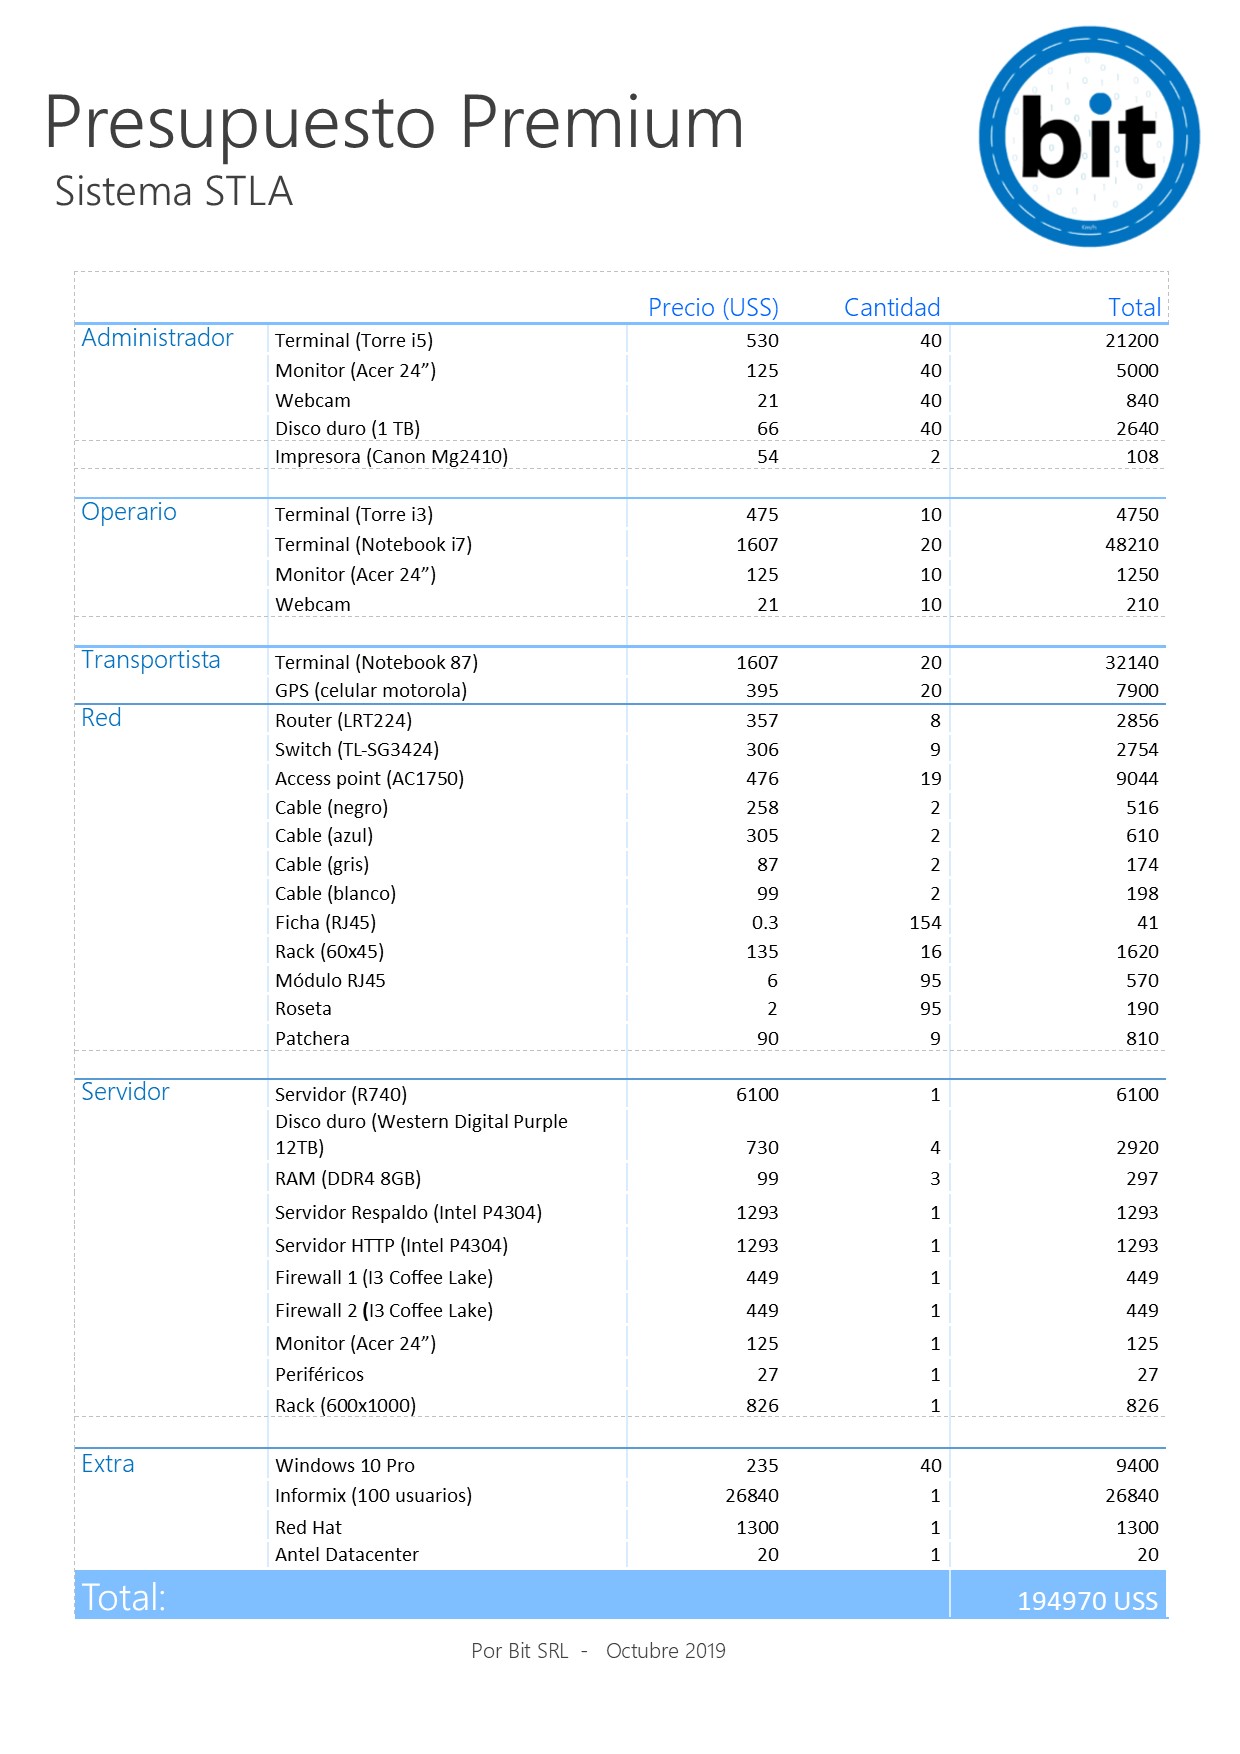 bit
Presupuesto Premium
Sistema STLA
Precio (USS) Cantidad Total
Administrador Terminal (Torre i5) 530 40 21200
Monitor (Acer 24”) 125 40 5000
Webcam 21 40 840
Disco duro (1 TB) 66 40 2640
Impresora (Canon Mg2410) 54 2 108
Operario Terminal (Torre i3) 475 10 4750
Terminal (Notebook i7) 1607 20 48210
Monitor (Acer 24”) 125 10 1250
Webcam 21 10 210
Transportista Terminal (Notebook 87) 1607 20 32140
GPS (celular motorola) 395 20 7900
Red Router (LRT224) 357 8 2856
Switch (TL-SG3424) 306 9 2754
Access point (AC1750) 476 19 9044
Cable (negro) 258 2 516
Cable (azul) 305 2 610
Cable (gris) 87 2 174
Cable (blanco) 99 2 198
Ficha (RJ45) 0.3 154 41
Rack (60x45) 135 16 1620
Módulo RJ45 6 95 570
Roseta 2 95 190
Patchera 90 9 810
Servidor Servidor (R740) 6100 1 6100
Disco duro (Western Digital Purple
12TB) 730 4 2920
RAM (DDR4 8GB) 99 3 297
Servidor Respaldo (Intel P4304) 1293 1 1293
Servidor HTTP (Intel P4304) 1293 1 1293
Firewall 1 (I3 Coffee Lake) 449 1 449
Firewall 2 (I3 Coffee Lake) 449 1 449
Monitor (Acer 24”) 125 1 125
Periféricos 27 1 27
Rack (600x1000) 826 1 826
Extra Windows 10 Pro 235 40 9400
Informix (100 usuarios) 26840 1 26840
Red Hat 1300 1 1300
Antel Datacenter 20 1 20
Total: 194970 USS
Por Bit SRL - Octubre 2019